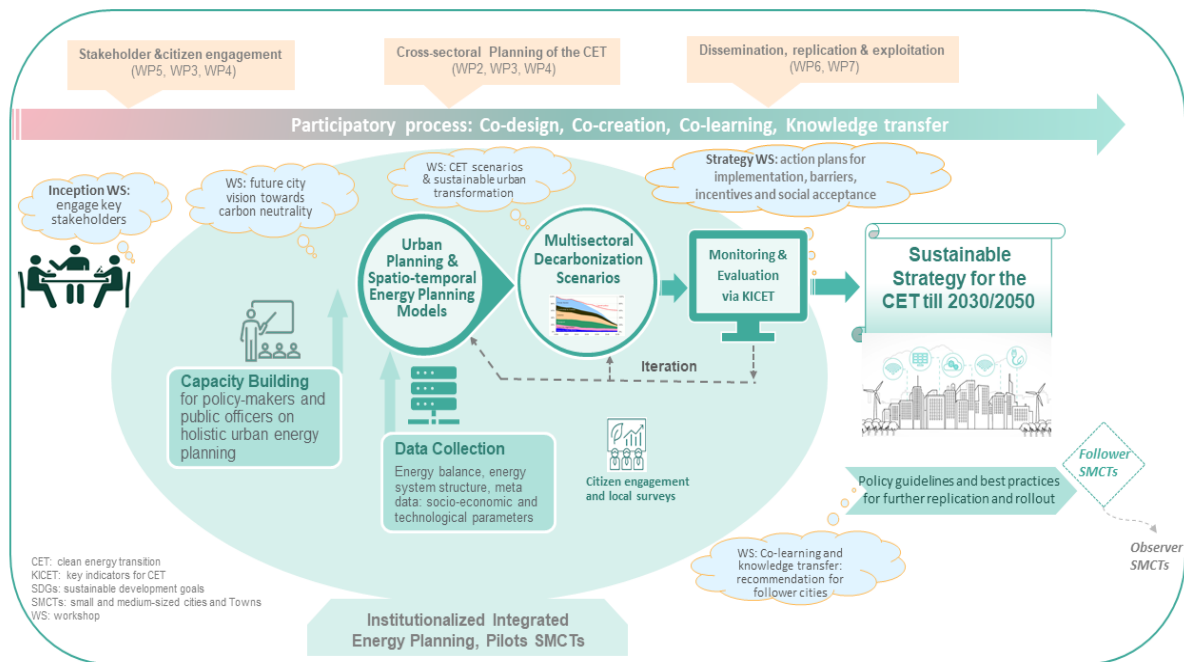 Stakeholder &citizen engagement
(WP5, WP3, WP4)
Cross-sectoral Planning of the CET
(WP2, WP3, WP4)
Dissemination, replication & exploitation
(WP6, WP7)
Participatory process: Co-design, Co-creation, Co-learning, Knowledge transfer
Inception WS:
engage key
stakeholders
WS: future city
vision towards
carbon neutrality
WS: CET scenarios
& sustainable urban
transformation
Strategy WS: action plans for
implementation, barriers,
incentives and social acceptance
Urban
Planning &
Spatio-temporal
Energy Planning
Models
Multisectoral
Decarbonization
Scenarios
Monitoring &
Evaluation
via KICET
Sustainable
Strategy for the
CET till 2030/2050
Iteration
Capacity Building
for policy-makers and
public officers on
holistic urban energy
planning
Data Collection
Energy balance, energy
system structure, meta
data: socio-economic and
technological parameters
Citizen engagement
and local surveys
Policy guidelines and best practices
for further replication and rollout
Follower
SMCTs
Observer
SMCTs
WS: Co-learning and
knowledge transfer:
recommendation for
follower cities
CET: clean energy transition
KICET: key indicators for CET
SDGs: sustainable development goals
SMCTs: small and medium-sized cities and Towns
WS: workshop
Institutionalized Integrated
Energy Planning, Pilots SMCTs